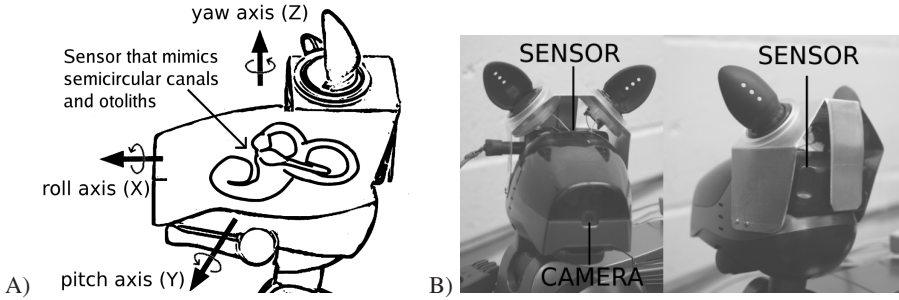 yaw axis (Z)
Sensor that mimics
semicircular canals
and otoliths
roll axis (X)
pitch axis (Y)
A)
SENSOR
CAMERA
SENSOR
B)